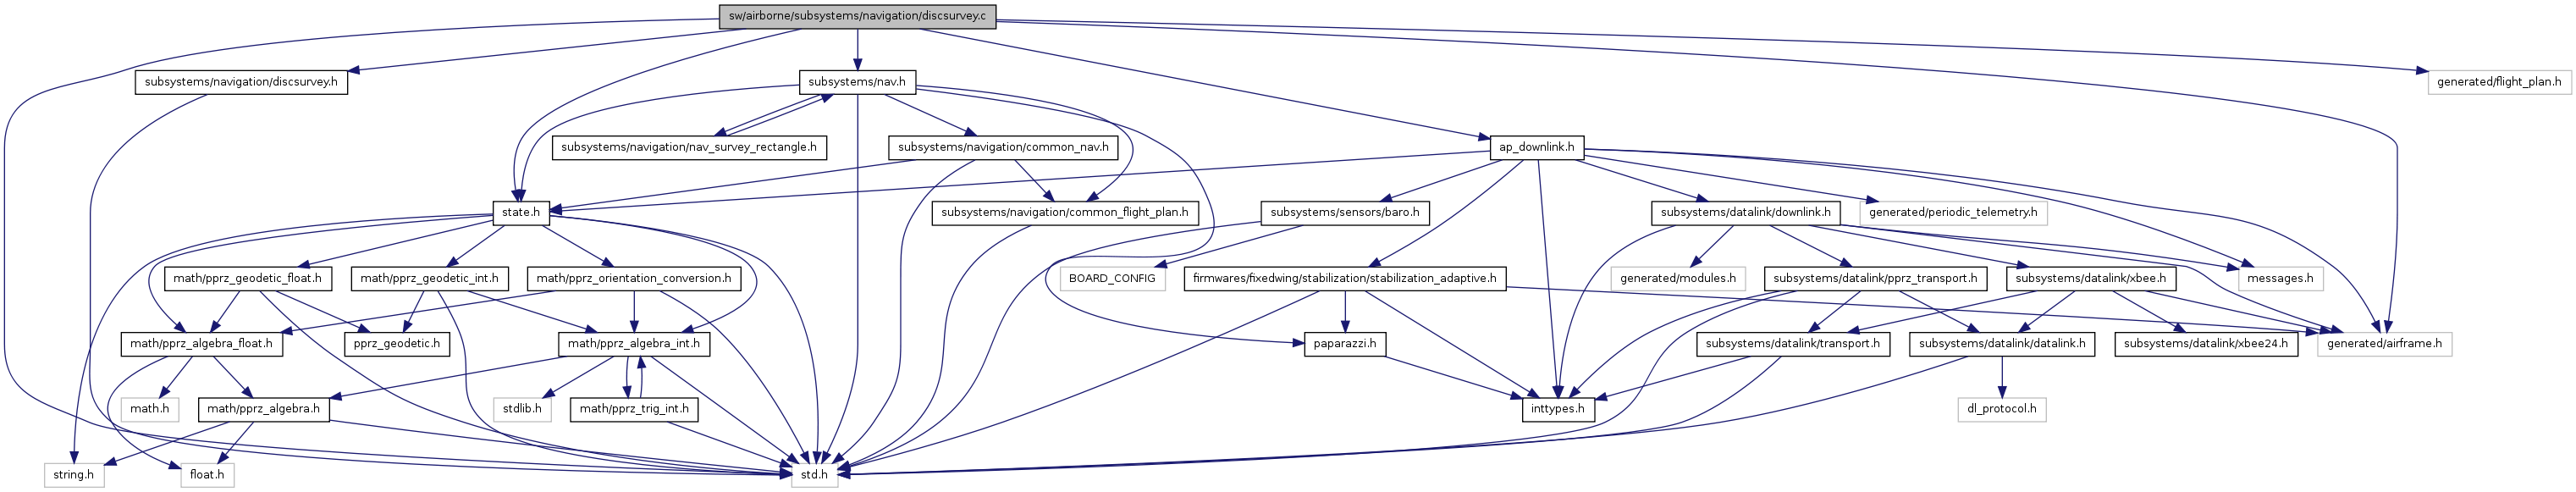 sw/airborne/subsystems/navigation/discsurvey.c
subsystems/navigation/discsurvey.h
subsystems/nav.h
generated/flight_plan.h
subsystems/navigation/nav_survey_rectangle.h
subsystems/navigation/common_nav.h
ap_downlink.h
state.h
subsystems/navigation/common_flight_plan.h
subsystems/sensors/baro.h
subsystems/datalink/downlink.h
generated/periodic_telemetry.h
math/pprz_geodetic_float.h
math/pprz_geodetic_int.h
math/pprz_orientation_conversion.h
BOARD_CONFIG
firmwares/fixedwing/stabilization/stabilization_adaptive.h
generated/modules.h
subsystems/datalink/pprz_transport.h
subsystems/datalink/xbee.h
messages.h
math/pprz_algebra_float.h
pprz_geodetic.h
math/pprz_algebra_int.h
paparazzi.h
subsystems/datalink/transport.h
subsystems/datalink/datalink.h
subsystems/datalink/xbee24.h
generated/airframe.h
math.h
math/pprz_algebra.h
stdlib.h
math/pprz_trig_int.h
inttypes.h
dl_protocol.h
string.h
float.h
std.h